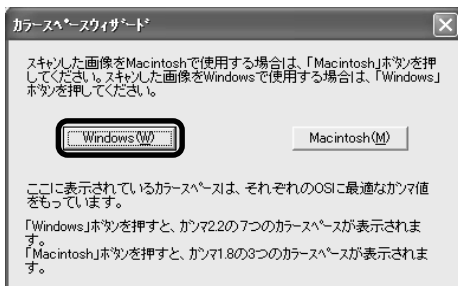 ｶﾗｰｽﾍﾟｰｽｳｨｻﾞｰﾄﾞ
ｽｷｬﾝした画像をMacintoshで使用する場合は、「Macintosh」ﾎﾞﾀﾝを押
してください。ｽｷｬﾝした画像をWindowsで使用する場合は、「Windows」
ﾎﾞﾀﾝを押してください。
Windows(W)
Macintosh(M)
ここに表示されているｶﾗｰｽﾍﾟｰｽは、それぞれのOSに最適なｶﾞﾝﾏ値
をもっています。
「Windows」ﾎﾞﾀﾝを押すと、ｶﾞﾝﾏ2.2の7つのｶﾗｰｽﾍﾟｰｽが表示されま
す。
「Macintosh」ﾎﾞﾀﾝを押すと、ｶﾞﾝﾏ1.8の3つのｶﾗｰｽﾍﾟｰｽが表示されま
す。